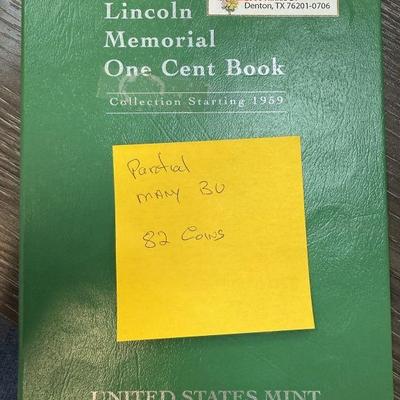 Denton, TX 76201-0706
Lincoln
Memorial
One Cent Book
Collection Starting 1959
Partial
MANY BU
82 Coins
UNITED STATES MINT